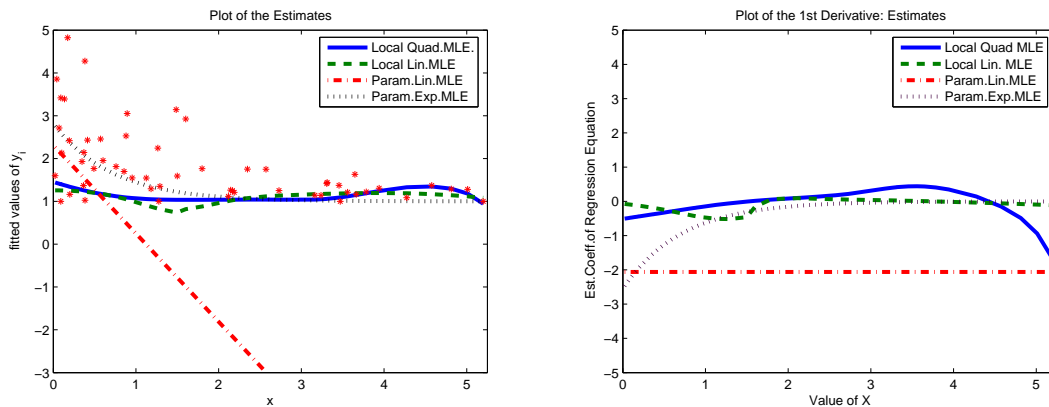 Plot of the Estimates
5
4
3
2
1
0
−1
−2
−3
0
1
2
3
4
5
x
fitted values of y_i
Local Quad.MLE.
Local Lin.MLE
Param.Lin.MLE
Param.Exp.MLE
Plot of the 1st Derivative: Estimates
5
4
3
2
1
0
−1
−2
−3
−4
−5
0
1
2
3
4
5
Value of X
Est.Coeff.of Regression Equation
Local Quad MLE
Local Lin. MLE
Param.Lin.MLE
Param.Exp.MLE